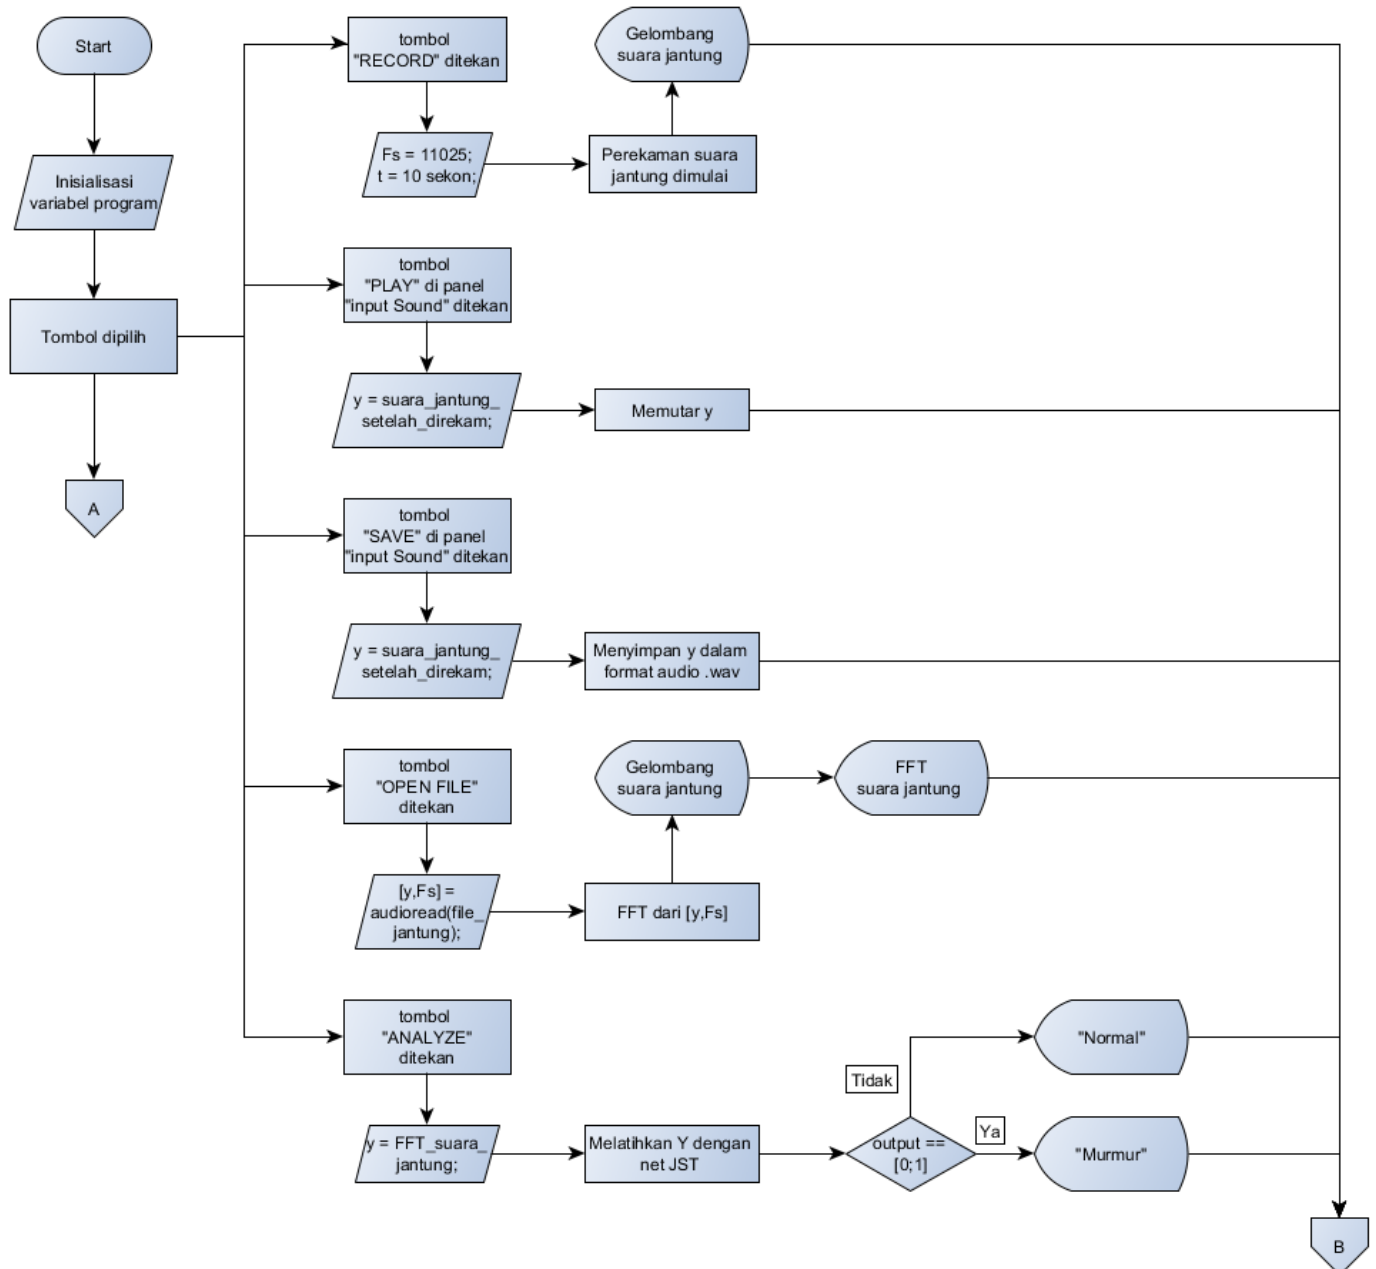 Start
Inisialisasi
variabel program
Tombol dipilih
A
tombol
"RECORD" ditekan
Fs = 11025;
t = 10 sekon;
Perekaman suara
jantung dimulai
Gelombang
suara jantung
tombol
"PLAY" di panel
"input Sound" ditekan
y = suara_jantung_
setelah_direkam;
Memutar y
tombol
"SAVE" di panel
"input Sound" ditekan
y = suara_jantung_
setelah_direkam;
Menyimpan y dalam
format audio .wav
tombol
"OPEN FILE"
ditekan
[y,Fs] =
audioread(file_
jantung);
FFT dari [y,Fs]
Gelombang
suara jantung
FFT
suara jantung
tombol
"ANALYZE"
ditekan
y = FFT_suara_
jantung;
Melatihkan Y dengan
net JST
output ==
[0;1]
Tidak
"Normal"
Ya
"Murmur"
B